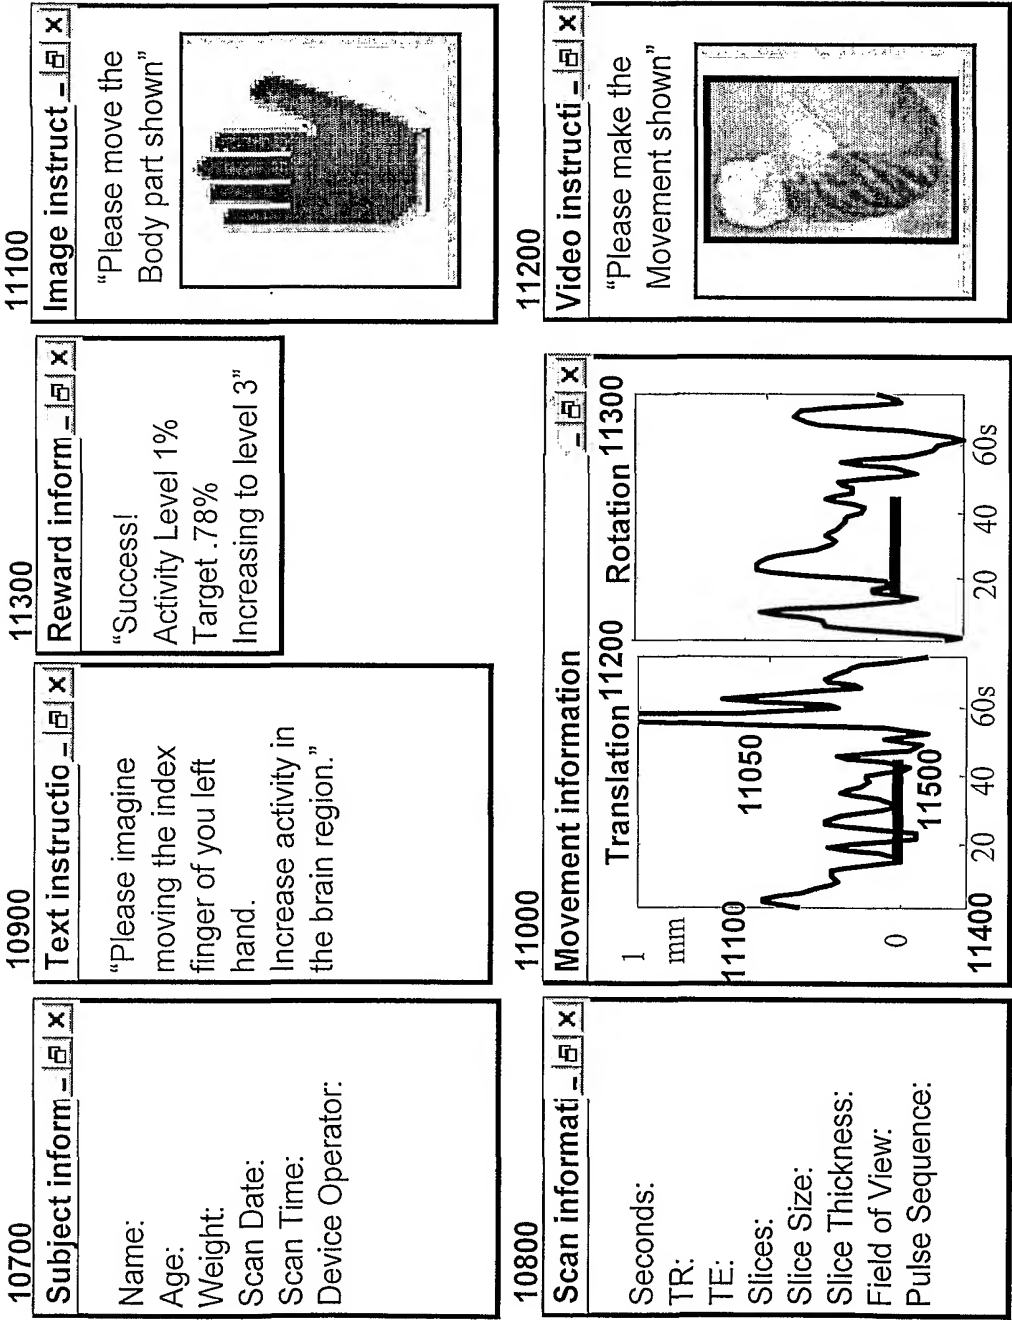 10700
Subject inform
Name:
Age:
Weight:
Scan Date:
Scan Time:
Device Operator:
10900
Text instructio
“Please imagine
moving the index
finger of you left
hand.
Increase activity in
the brain region.”
11300
Reward inform
“Success!
Activity Level 1%
Target .78%
Increasing to level 3”
11100
Image instruct
“Please move the
Body part shown”
10800
Scan informati
Seconds:
TR:
TE:
Slices:
Slice Size:
Slice Thickness:
Field of View:
Pulse Sequence:
11000
Movement information
Translation 11200
Rotation 11300
1
mm
11100
11050
0
11500
11400
20 40 60s
20 40 60s
11200
Video instructi
“Please make the
Movement shown”